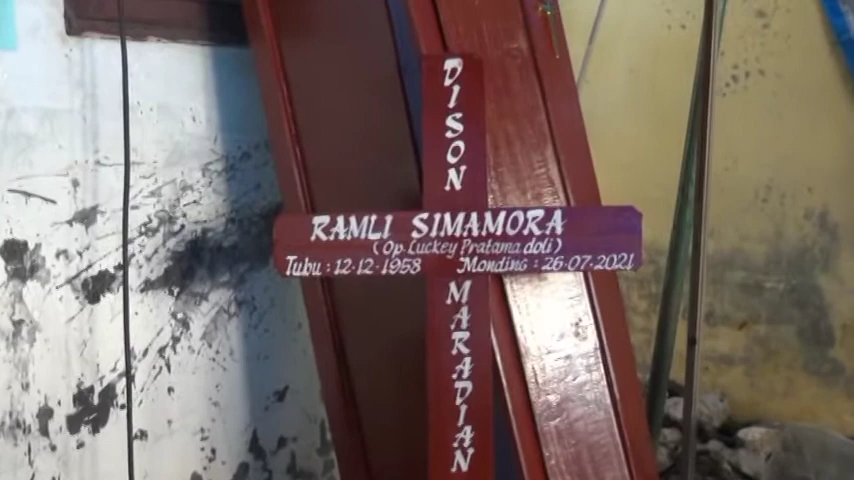 DISON
RAMLI SIMAMORA
(Op. Luckey Pratama doli)
Tubu : 12-12-1958 Monding : 26-07-2021
MARADIAN